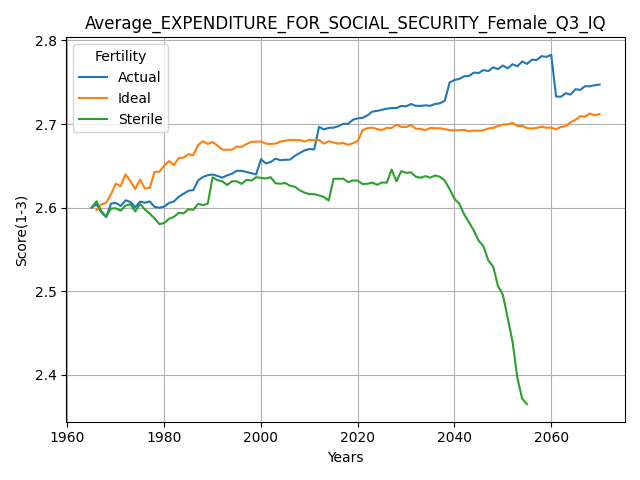 Average_EXPENDITURE_FOR_SOCIAL_SECURITY_Female_Q3_IQ
Fertility
Actual
Ideal
Sterile
Score(1-3)
2.8
2.7
2.6
2.5
2.4
1960
1980
2000
2020
2040
2060
Years